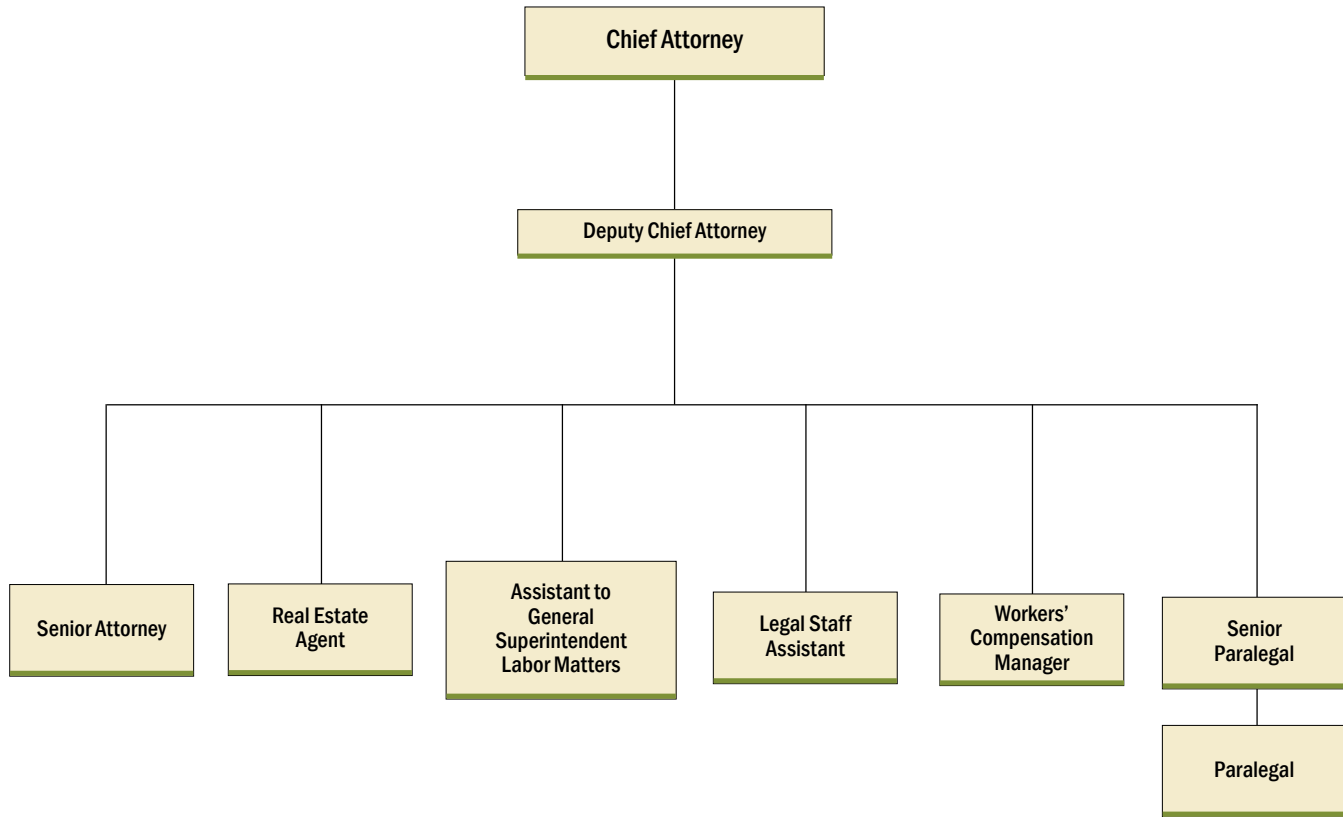 Chief Attorney
Deputy Chief Attorney
Senior Attorney
Real Estate
Agent
Assistant to
General
Superintendent
Labor Matters
Legal Staff
Assistant
Workers’
Compensation
Manager
Senior
Paralegal
Paralegal